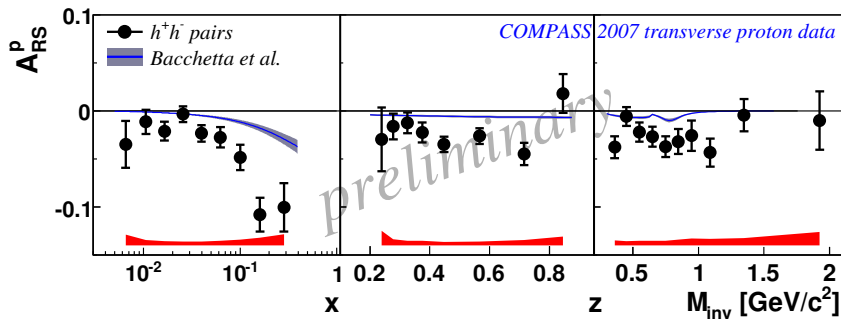 0.1
0
-0.1
A^p_RS
h⁺h⁻ pairs
Bacchetta et al.
COMPASS 2007 transverse proton data
preliminary
10⁻² 10⁻¹ 1 0.2 0.4 0.6 0.8 0.5 1 1.5 2
x z M_inv [GeV/c²]